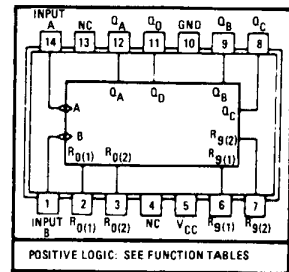 INPUT A NC Q_A Q_D GND Q_B Q_C
14 13 12 11 10 9 8
A Q_A Q_D Q_B
Q_C
B
R_0(1) R_0(2) R_9(1) R_9(2)
1 2 3 4 5 6 7
INPUT B R_0(1) R_0(2) NC V_CC R_9(1) R_9(2)
POSITIVE LOGIC: SEE FUNCTION TABLES